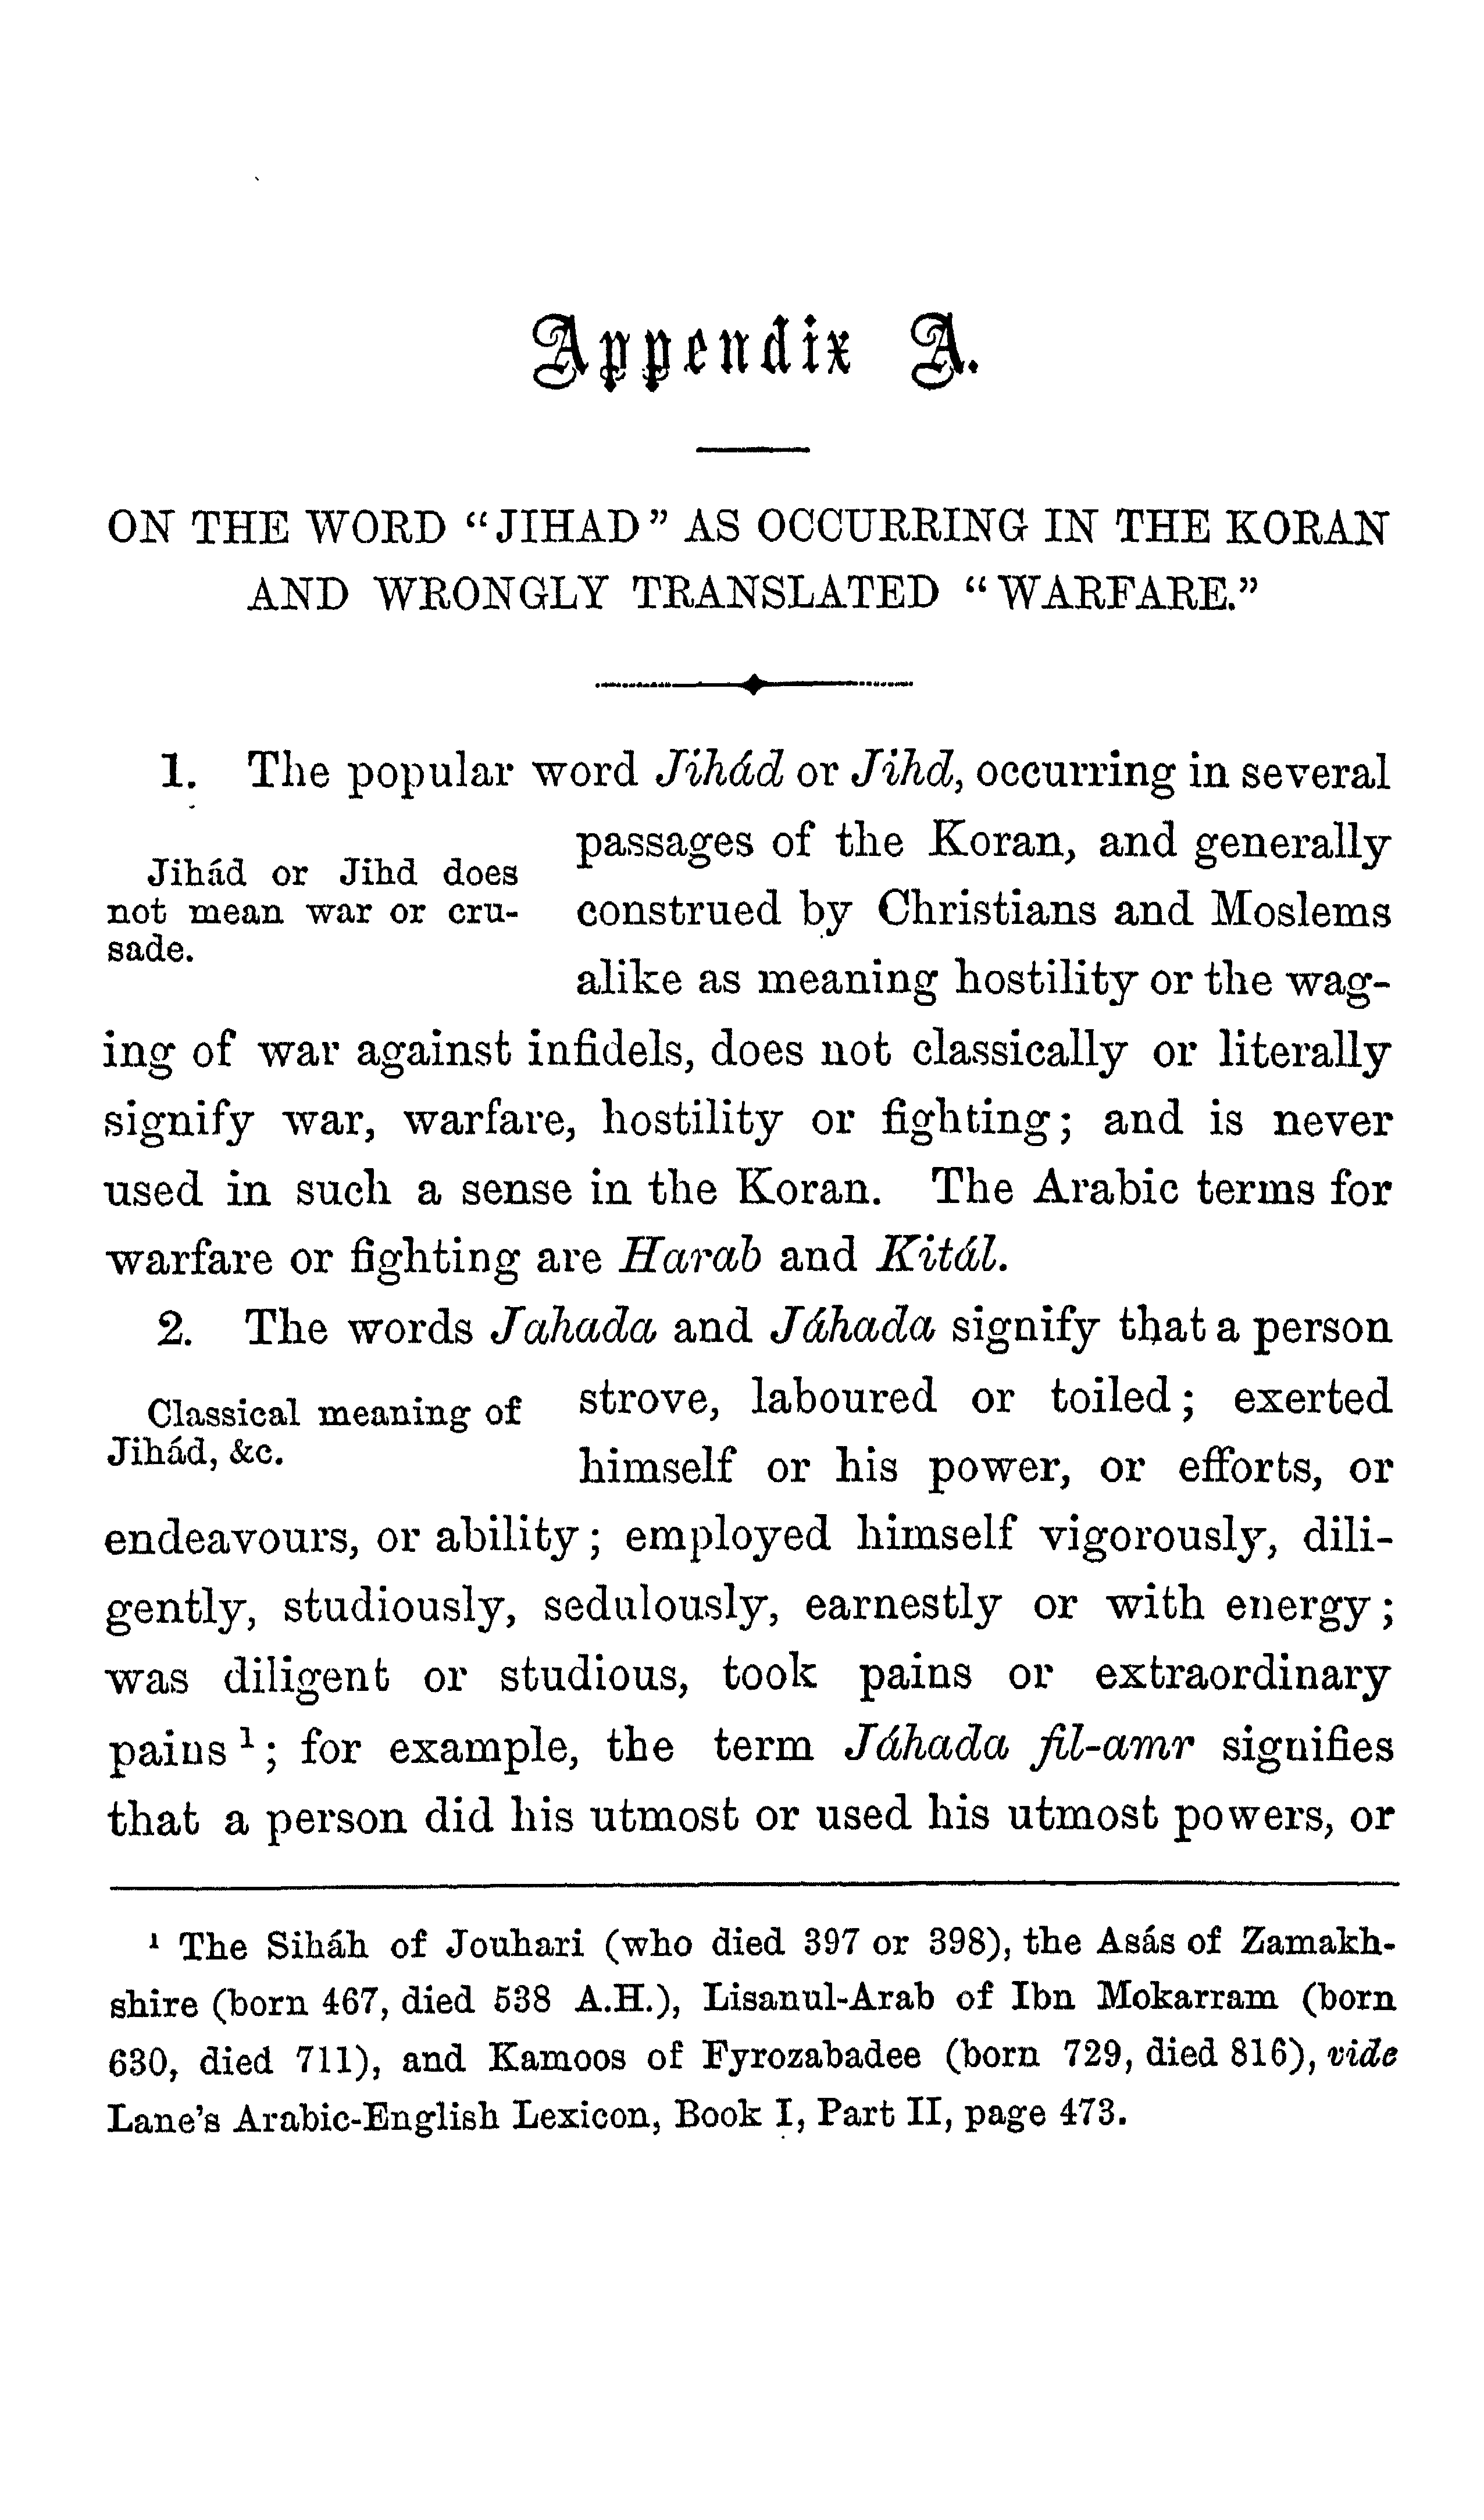 Appendix A.
ON THE WORD “JIHAD” AS OCCURRING IN THE KORAN
AND WRONGLY TRANSLATED “WARFARE.”
1. The popular word Jihád or Jihd, occurring in several
Jihád or Jihd does
not mean war or cru-
sade.
passages of the Koran, and generally
construed by Christians and Moslems
alike as meaning hostility or the wag-
ing of war against infidels, does not classically or literally
signify war, warfare, hostility or fighting; and is never
used in such a sense in the Koran. The Arabic terms for
warfare or fighting are Harab and Kitál.
2. The words Jahada and Jáhada signify that a person
Classical meaning of
Jihád, &c.
strove, laboured or toiled; exerted
himself or his power, or efforts, or
endeavours, or ability; employed himself vigorously, dili-
gently, studiously, sedulously, earnestly or with energy;
was diligent or studious, took pains or extraordinary
pains ¹; for example, the term Jáhada fil-amr signifies
that a person did his utmost or used his utmost powers, or
¹ The Siháh of Jouhari (who died 397 or 398), the Asás of Zamakh-
shire (born 467, died 538 A.H.), Lisanul-Arab of Ibn Mokarram (born
630, died 711), and Kamoos of Fyrozabadee (born 729, died 816), vide
Lane's Arabic-English Lexicon, Book I, Part II, page 473.